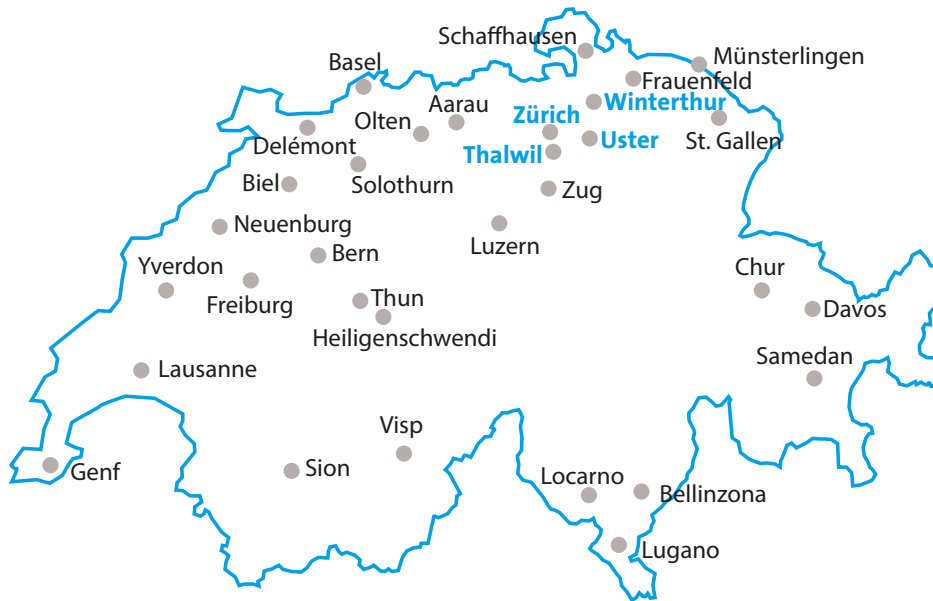 Schaffhausen
Münsterlingen
Basel
Frauenfeld
Aarau
Winterthur
Olten
Zürich
Delémont
Uster
St. Gallen
Thalwil
Biel
Solothurn
Zug
Neuenburg
Luzern
Bern
Yverdon
Chur
Freiburg
Thun
Davos
Heiligenschwendi
Samedan
Lausanne
Visp
Genf
Sion
Locarno
Bellinzona
Lugano